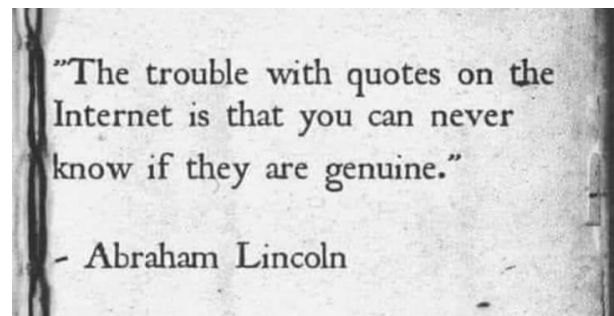 "The trouble with quotes on the
Internet is that you can never
know if they are genuine."
- Abraham Lincoln